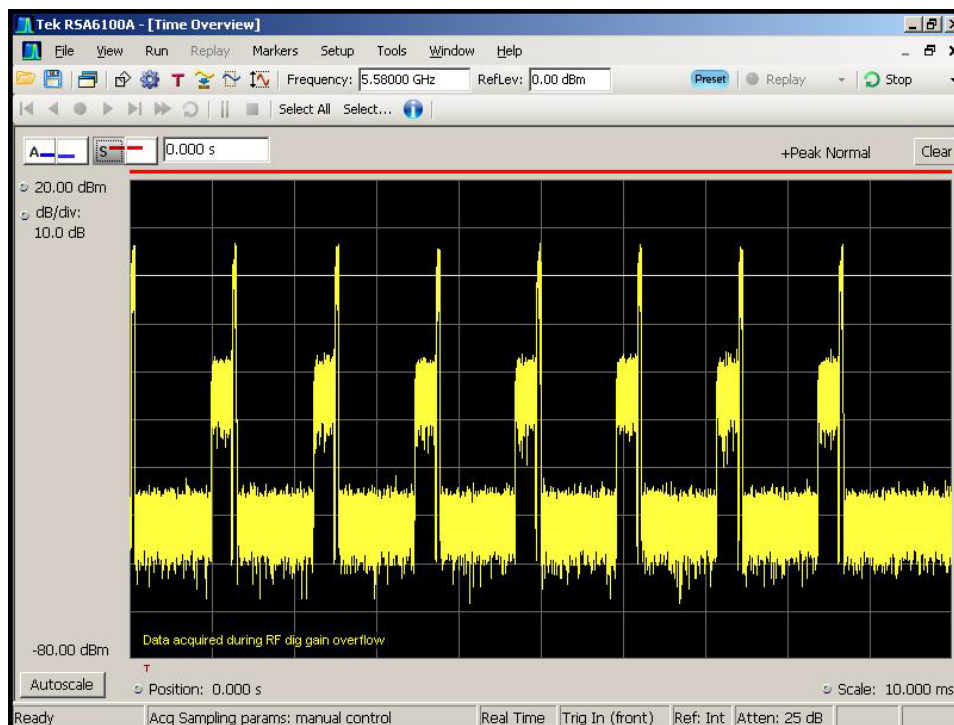 Tek RSA6100A - [Time Overview]
File View Run Replay Markers Setup Tools Window Help
T Frequency: 5.58000 GHz RefLev: 0.00 dBm Preset Replay Stop
Select All Select...
A S 0.000 s +Peak Normal Clear
20.00 dBm
dB/div:
10.0 dB
Data acquired during RF dig gain overflow
-80.00 dBm
T
Autoscale Position: 0.000 s Scale: 10.000 ms
Ready Acq Sampling params: manual control Real Time Trig In (front) Ref: Int Atten: 25 dB